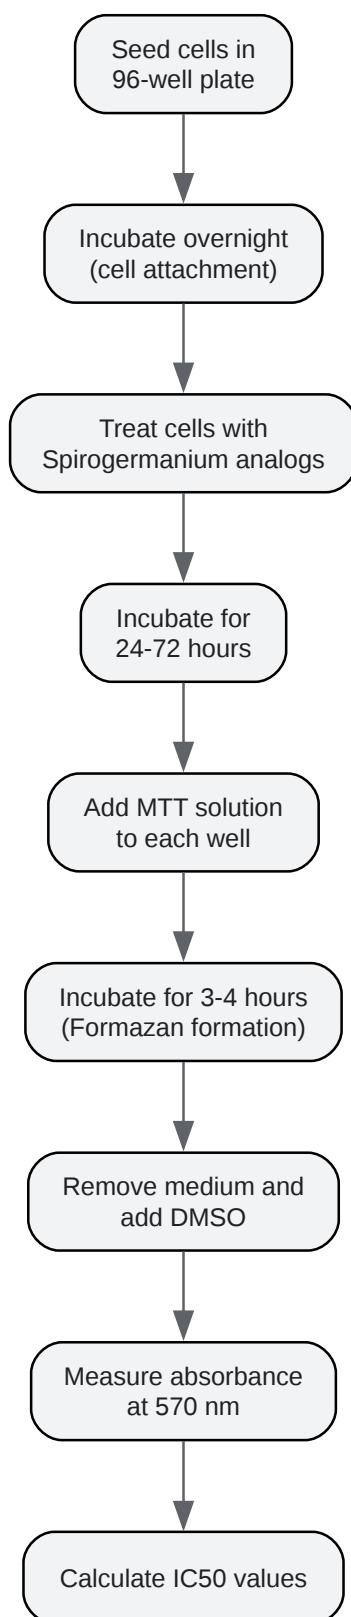 Seed cells in
96-well plate
Incubate overnight
(cell attachment)
Treat cells with
Spirogermanium analogs
Incubate for
24-72 hours
Add MTT solution
to each well
Incubate for 3-4 hours
(Formazan formation)
Remove medium and
add DMSO
Measure absorbance
at 570 nm
Calculate IC50 values